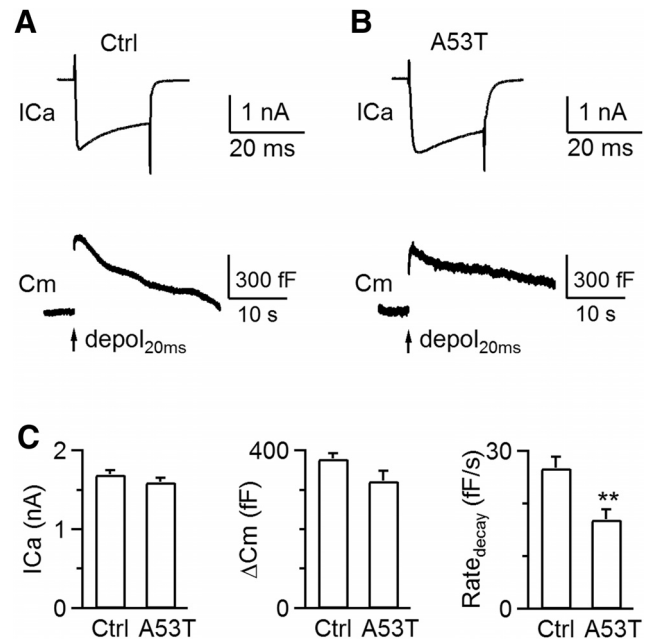 A
Ctrl
ICa
1 nA
20 ms
Cm
300 fF
10 s
depol20ms
B
A53T
ICa
1 nA
20 ms
Cm
300 fF
10 s
depol20ms
C
ICa (nA)
2
1
0
Ctrl A53T
ΔCm (fF)
400
0
Ctrl A53T
Ratedecay (fF/s)
30
0
**
Ctrl A53T